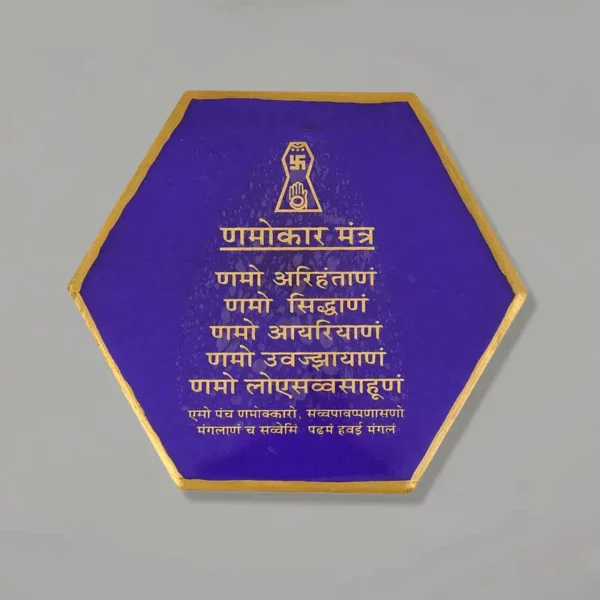 णमोकार मंत्र
णमो अरिहंताणं
णमो सिद्धाणं
णमो आयरियाणं
णमो उवज्झायाणं
णमो लोएसव्वसाहूणं
एमो पंच णमोक्कारो, सव्वपावप्पणासणो
मंगलाणं च सव्वेमिं पढमं हवई मंगलं